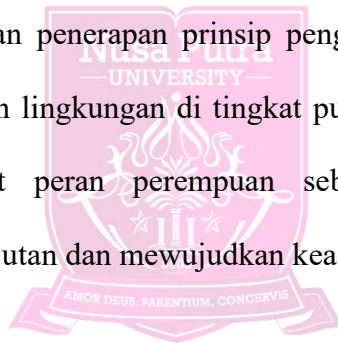 an penerapan prinsip peng
Nusa Putra
UNIVERSITY
n lingkungan di tingkat pu
t peran perempuan seb
utan dan mewujudkan kea
AMOR DEUS, PARENTIUM, CONCERVIS